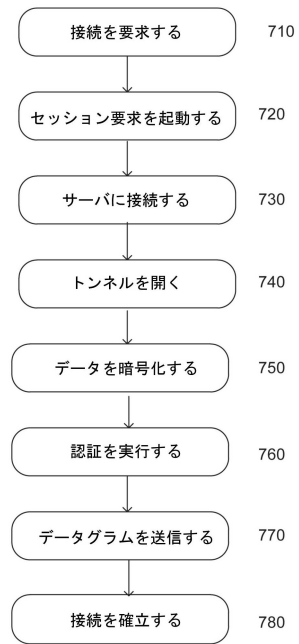 接続を要求する 710
セッション要求を起動する 720
サーバに接続する 730
トンネルを開く 740
データを暗号化する 750
認証を実行する 760
データグラムを送信する 770
接続を確立する 780